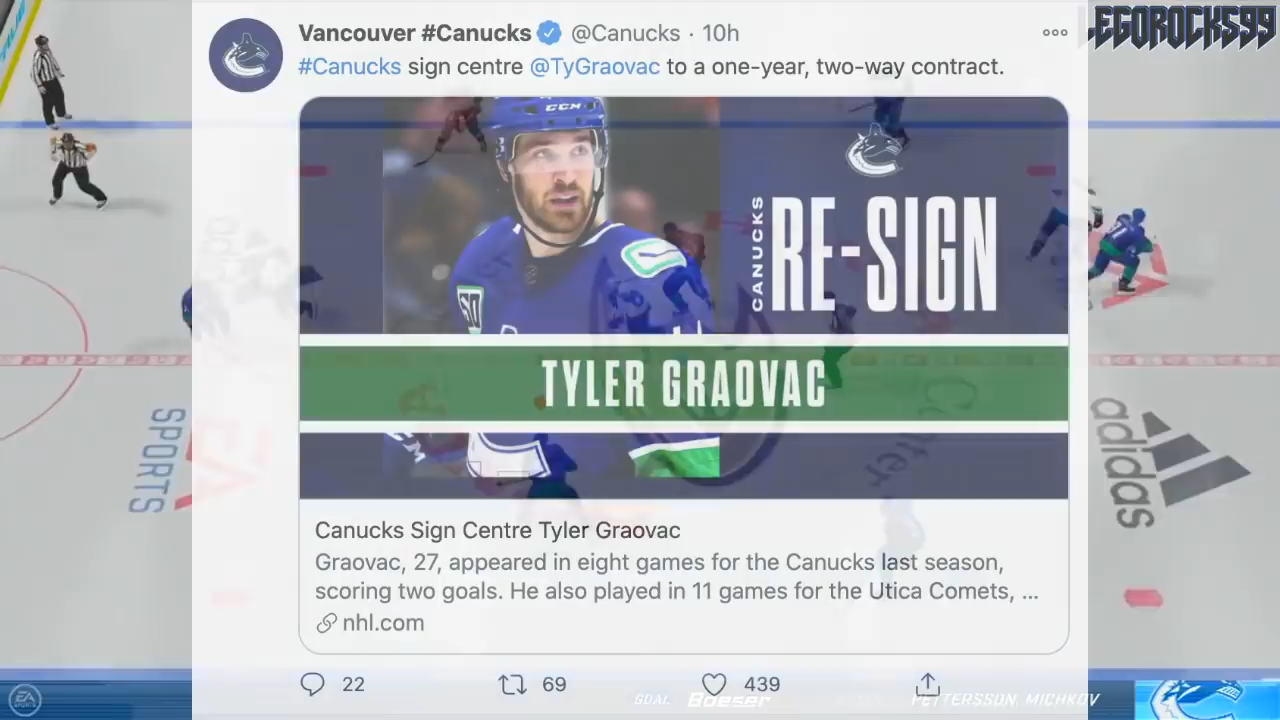 LEGOROCKS99
Vancouver #Canucks @Canucks · 10h
#Canucks sign centre @TyGraovac to a one-year, two-way contract.
CCM
50
CANUCKS
RE-SIGN
TYLER GRAOVAC
Canucks Sign Centre Tyler Graovac
Graovac, 27, appeared in eight games for the Canucks last season,
scoring two goals. He also played in 11 games for the Utica Comets, ...
nhl.com
22 69 439
SPORTS
adidas
GOAL Boeser PETTERSSON, MICHKOV